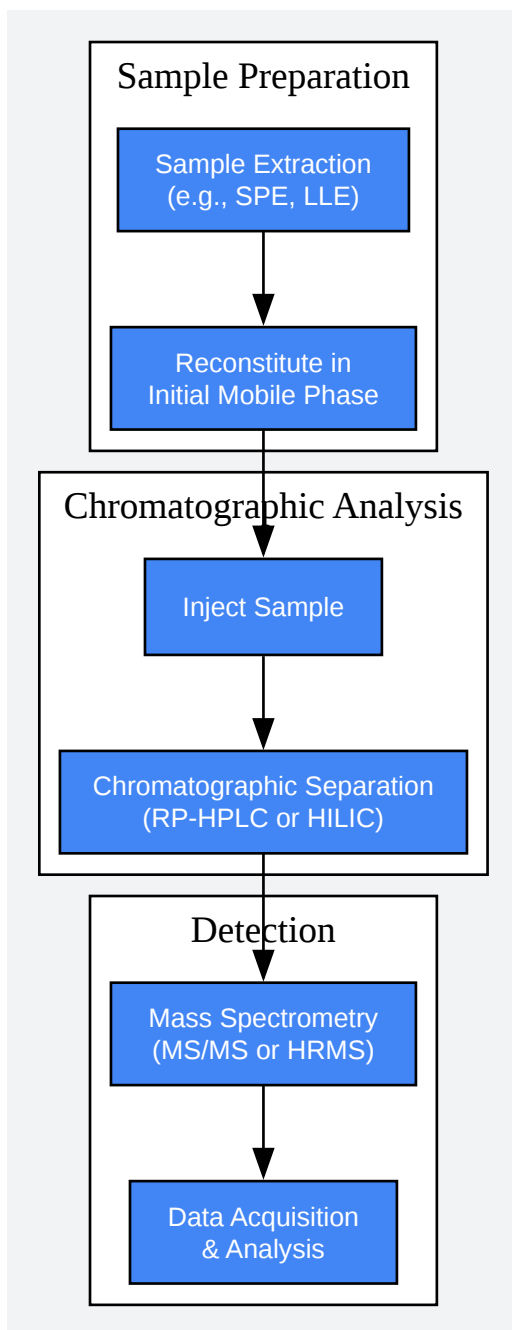 Sample Preparation
Sample Extraction
(e.g., SPE, LLE)
Reconstitute in
Initial Mobile Phase
Chromatographic Analysis
Inject Sample
Chromatographic Separation
(RP-HPLC or HILIC)
Detection
Mass Spectrometry
(MS/MS or HRMS)
Data Acquisition
& Analysis